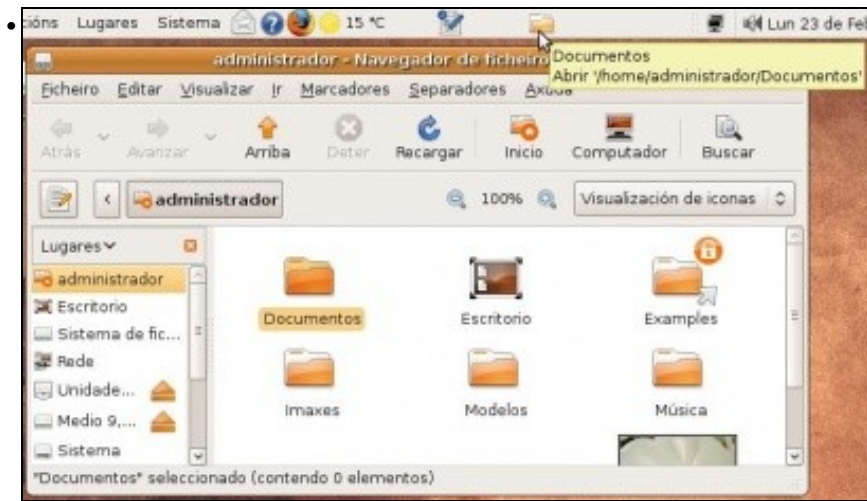 cións Lugares Sistema 15 °C Lun 23 de Feb
administrador - Navegador de ficheiro
Documentos
Abrir '/home/administrador/Documentos'
Ficheiro Editar Visualizar Ir Marcadores Separadores Axuda
Atrás Avanzar Arriba Deter Recargar Inicio Computador Buscar
administrador 100% Visualización de iconas
Lugares
administrador
Escritorio
Sistema de fic...
Rede
Unidade...
Medio 9,...
Sistema
Documentos Escritorio Examples
Imaxes Modelos Música
"Documentos" seleccionado (contendo 0 elementos)